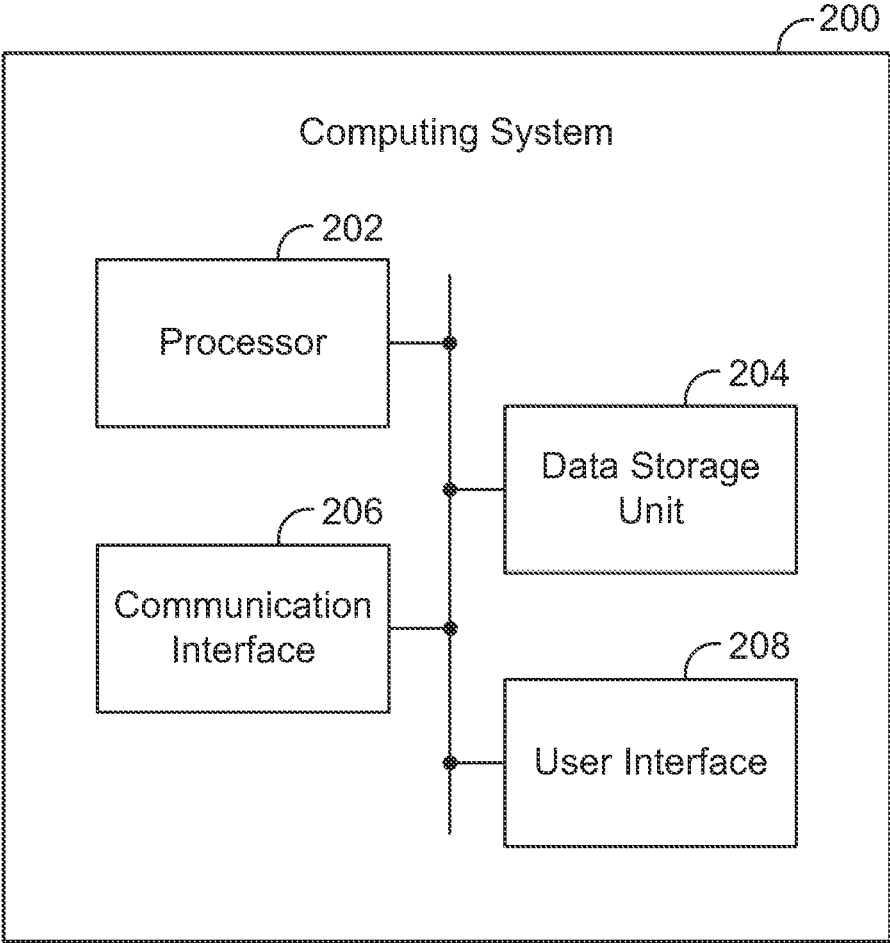 200
Computing System
202
Processor
204
Data Storage
Unit
206
Communication
Interface
208
User Interface